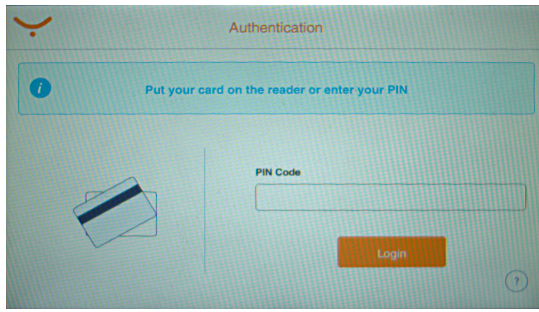 Authentication
i
Put your card on the reader or enter your PIN
PIN Code
Login
?